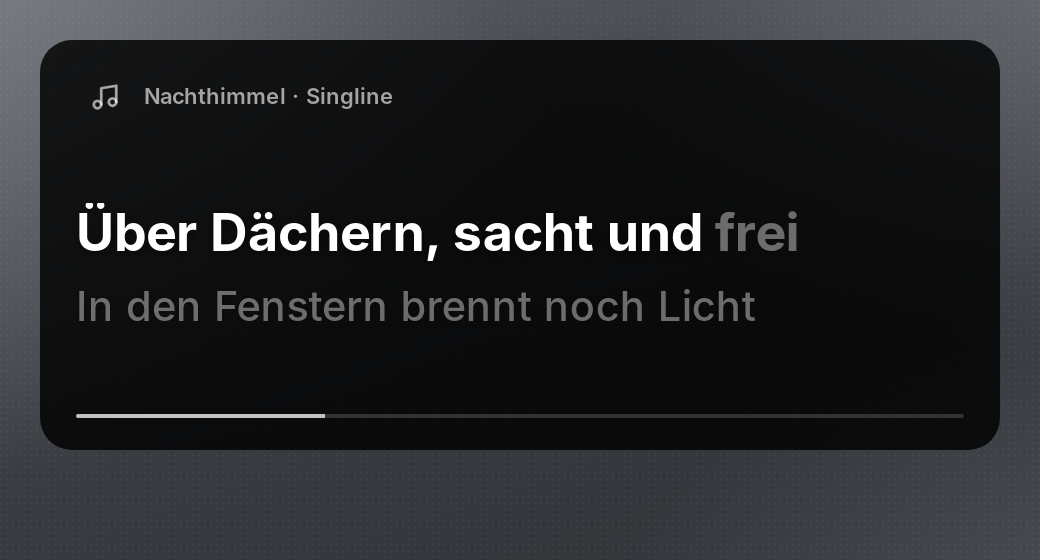 Nachthimmel · Singline
Über Dächern, sacht und frei
In den Fenstern brennt noch Licht